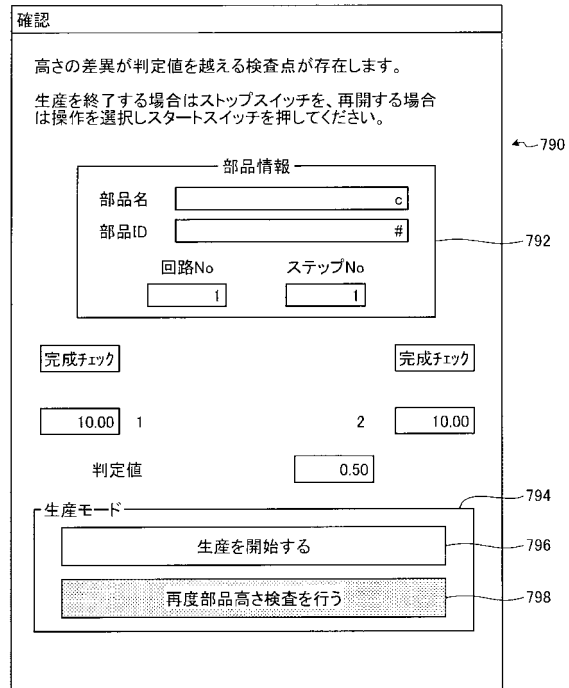 確認
高さの差異が判定値を越える検査点が存在します。
生産を終了する場合はストップスイッチを、再開する場合
は操作を選択しスタートスイッチを押してください。
790
部品情報
部品名 c
部品ID #
792
回路No ステップNo
1 1
完成チェック 完成チェック
10.00 1 2 10.00
判定値 0.50
794
生産モード
生産を開始する
796
再度部品高さ検査を行う
798